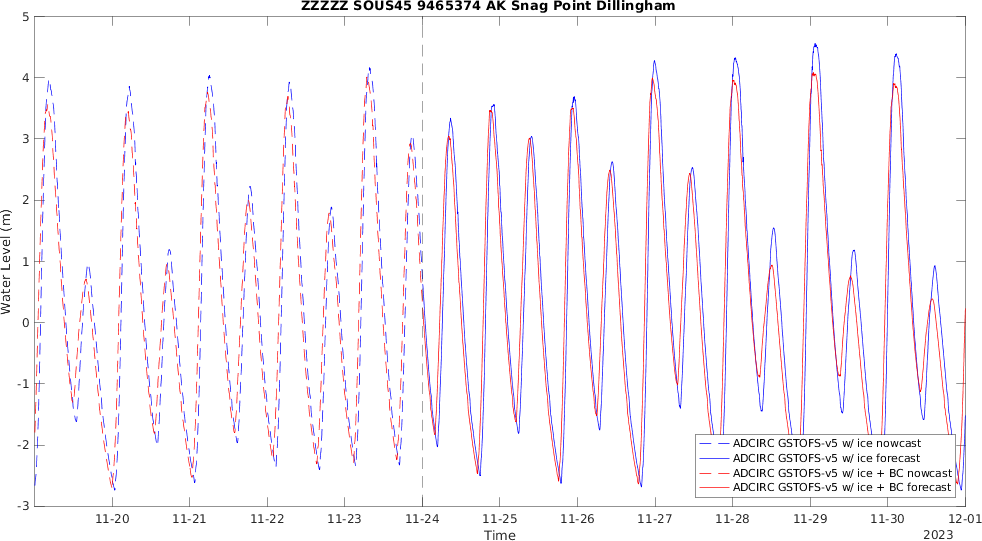 ZZZZZ SOUS45 9465374 AK Snag Point Dillingham
5
4
3
2
1
0
-1
-2
-3
Water Level (m)
11-20 11-21 11-22 11-23 11-24 11-25 11-26 11-27 11-28 11-29 11-30 12-01
Time
2023
ADCIRC GSTOFS-v5 w/ ice nowcast
ADCIRC GSTOFS-v5 w/ ice forecast
ADCIRC GSTOFS-v5 w/ ice + BC nowcast
ADCIRC GSTOFS-v5 w/ ice + BC forecast